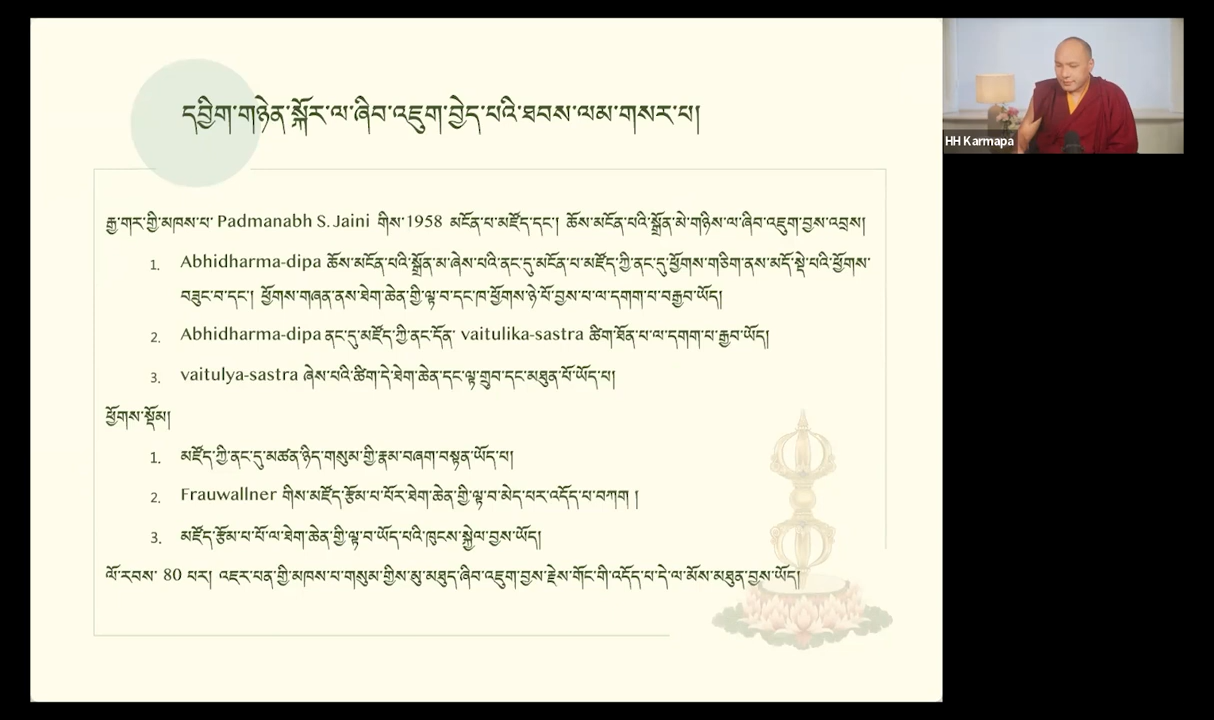 དབྱིག་གཉེན་སྐོར་ལ་ཞིབ་འཇུག་བྱེད་པའི་ཐབས་ལམ་གསར་པ།
HH Karmapa
རྒྱ་གར་གྱི་མཁས་པ་ Padmanabh S. Jaini གིས་ 1958 མངོན་པ་མཛོད་དང་། ཆོས་མངོན་པའི་སྒྲོན་མེ་གཉིས་ལ་ཞིབ་འཇུག་བྱས་འབྲས།
1. Abhidharma-dipa ཆོས་མངོན་པའི་སྒྲོན་མ་ཞེས་པའི་ནང་དུ་མངོན་པ་མཛོད་ཀྱི་ནང་དུ་ཕྱོགས་གཅིག་ནས་མདོ་སྡེ་པའི་ཕྱོགས་
བཟུང་བ་དང་། ཕྱོགས་གཞན་ནས་ཐེག་ཆེན་གྱི་ལྟ་བ་དང་ཁ་ཕྱོགས་ཉེ་པོ་བྱས་པ་ལ་དགག་པ་བརྒྱབ་ཡོད།
2. Abhidharma-dipa ནང་དུ་མཛོད་ཀྱི་ནང་དོན་ vaitulika-sastra ཚིག་ཐོན་པ་ལ་དགག་པ་རྒྱབ་ཡོད།
3. vaitulya-sastra ཞེས་པའི་ཚིག་དེ་ཐེག་ཆེན་དང་ལྟ་གྲུབ་དང་མཐུན་པོ་ཡོད་པ།
ཕྱོགས་སྡོམ།
1. མཛོད་ཀྱི་ནང་དུ་མཚན་ཉིད་གསུམ་གྱི་རྣམ་བཞག་བསྟན་ཡོད་པ།
2. Frauwallner གིས་མཛོད་རྩོམ་པ་པོར་ཐེག་ཆེན་གྱི་ལྟ་བ་མེད་པར་འདོད་པ་བཀག །
3. མཛོད་རྩོམ་པ་པོ་ལ་ཐེག་ཆེན་གྱི་ལྟ་བ་ཡོད་པའི་ཁུངས་སྐྱེལ་བྱས་ཡོད།
ལོ་རབས་ 80 པར། འཇར་པན་གྱི་མཁས་པ་གསུམ་གྱིས་མུ་མཐུད་ཞིབ་འཇུག་བྱས་རྗེས་གོང་གི་འདོད་པ་དེ་ལ་མོས་མཐུན་བྱས་ཡོད།